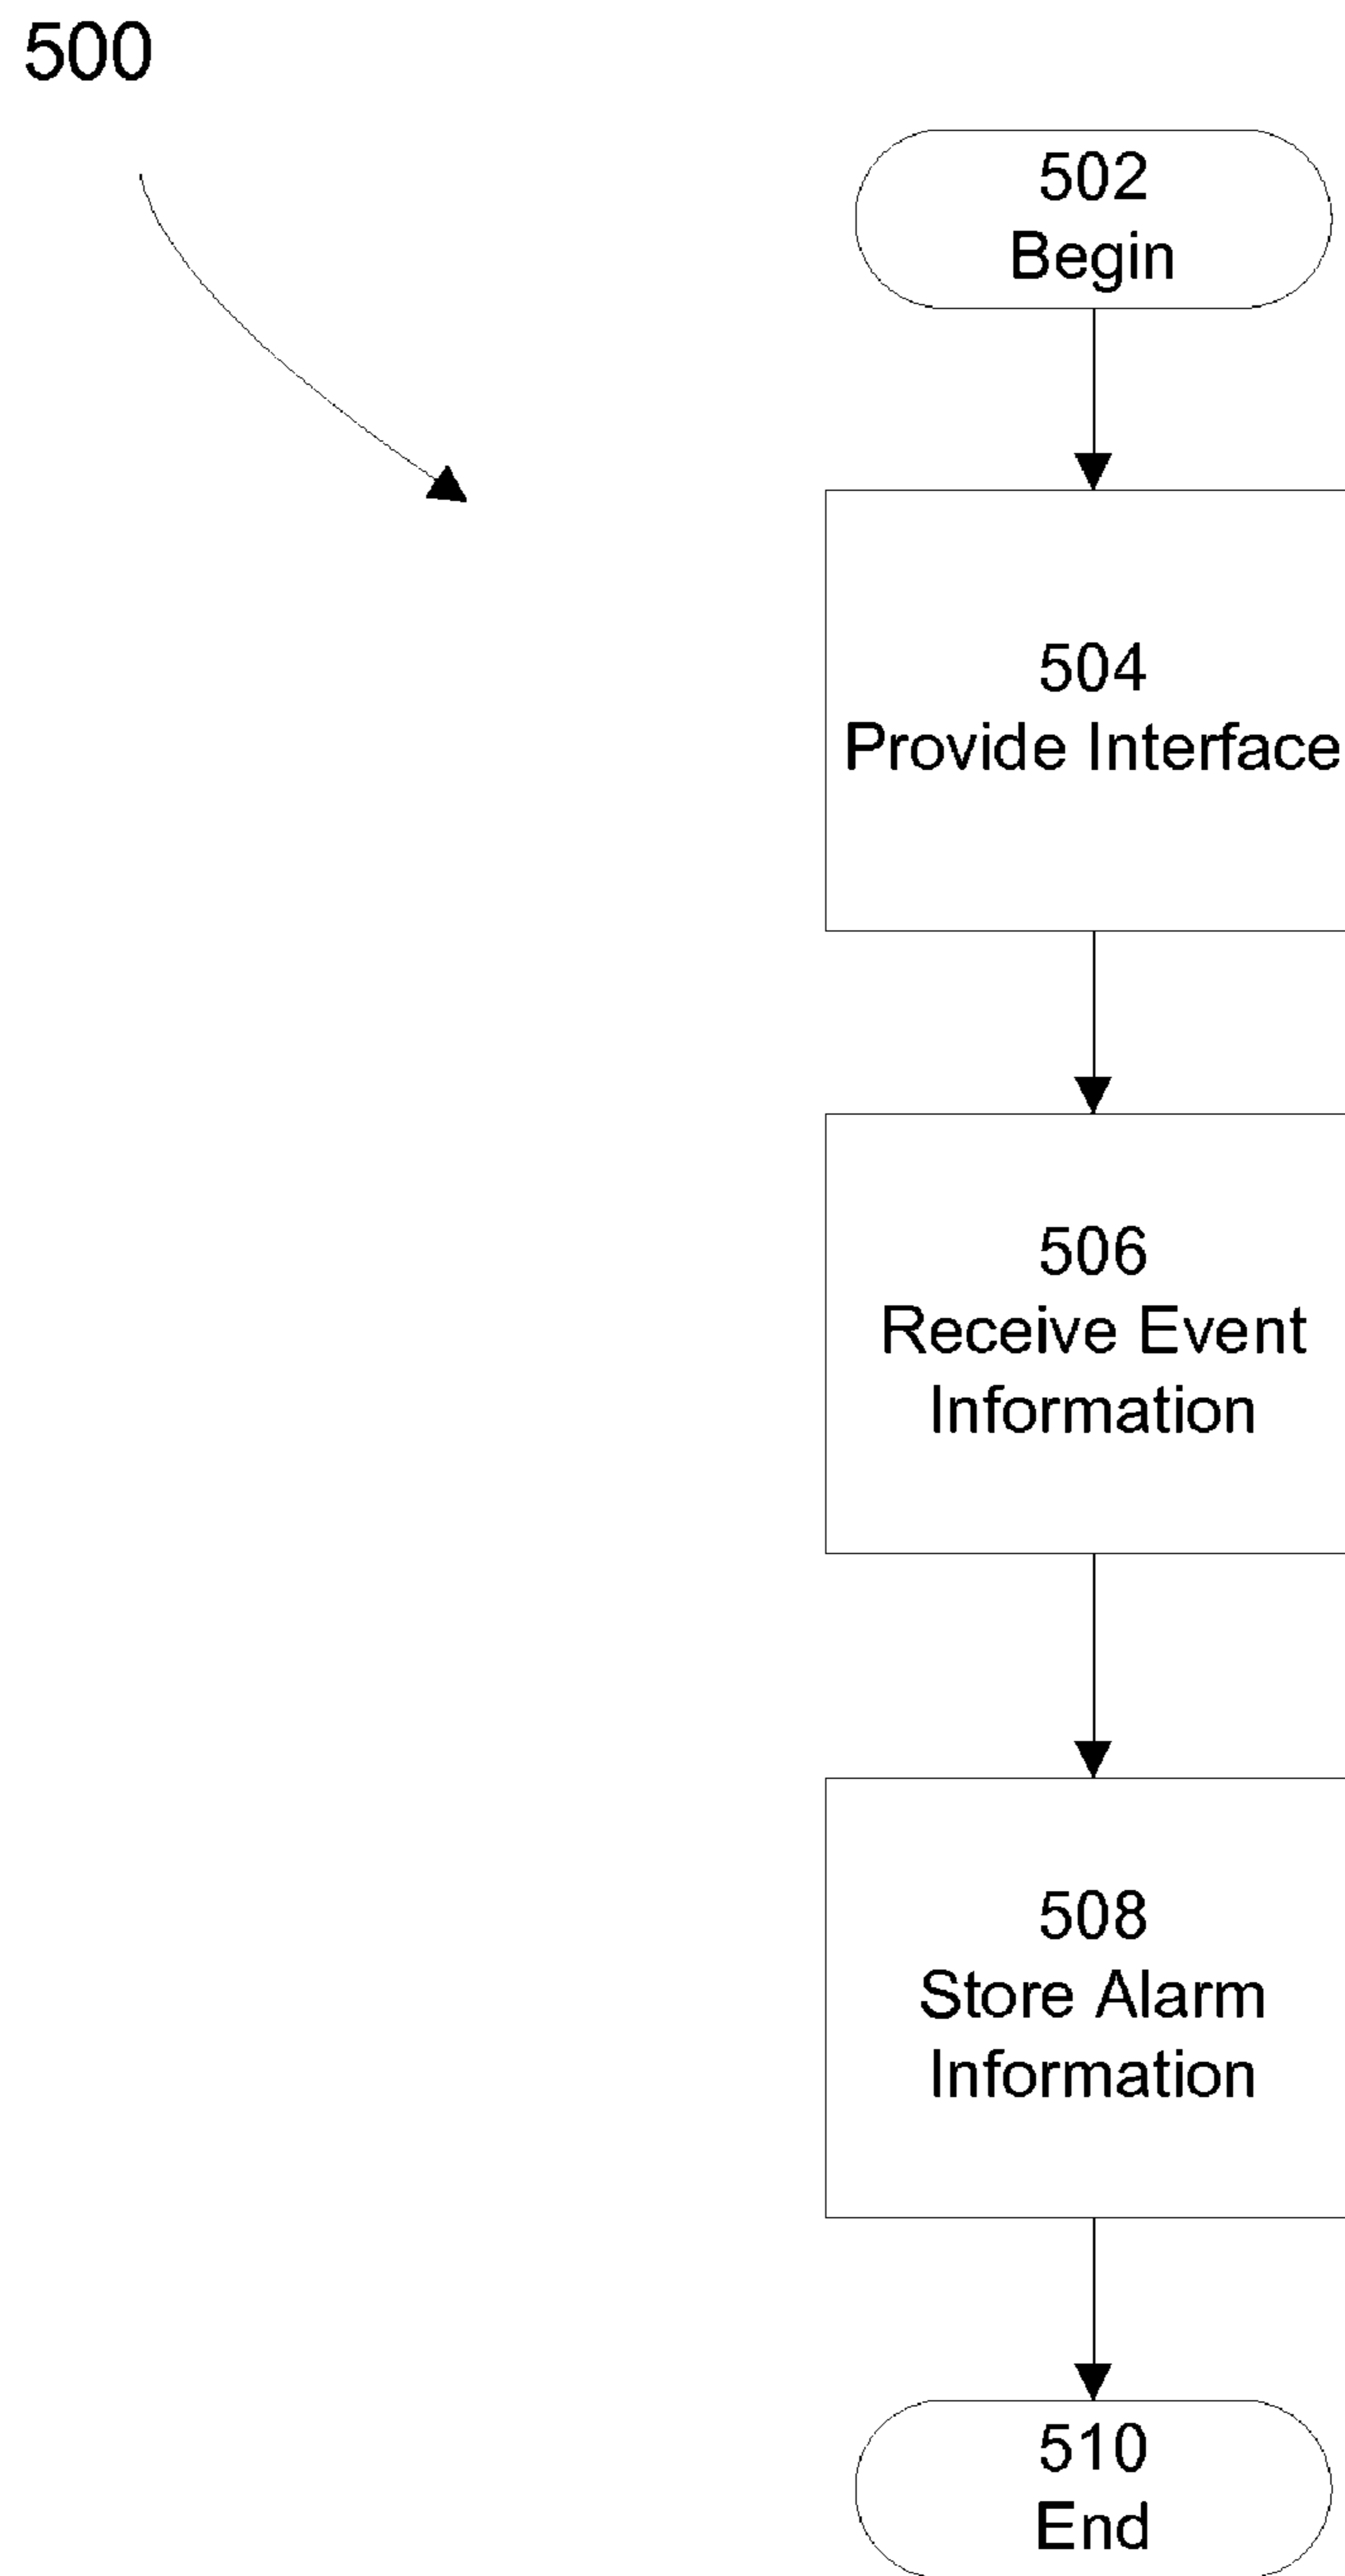 500
502
Begin
504
Provide Interface
506
Receive Event
Information
508
Store Alarm
Information
510
End